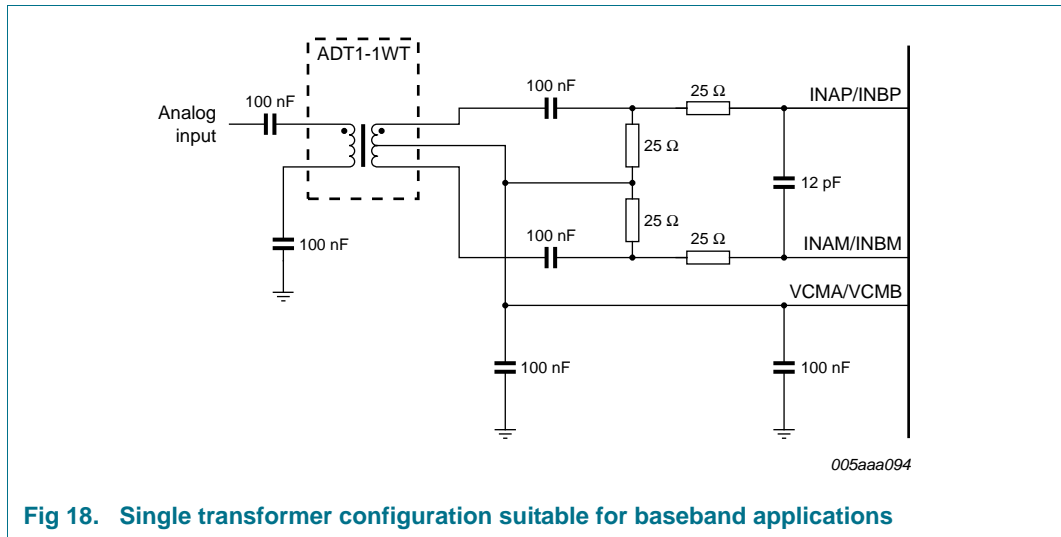 ADT1-1WT
100 nF
25 Ω
INAP/INBP
Analog
input
100 nF
25 Ω
12 pF
25 Ω
100 nF
100 nF
25 Ω
INAM/INBM
VCMA/VCMB
100 nF
100 nF
005aaa094
Fig 18. Single transformer configuration suitable for baseband applications